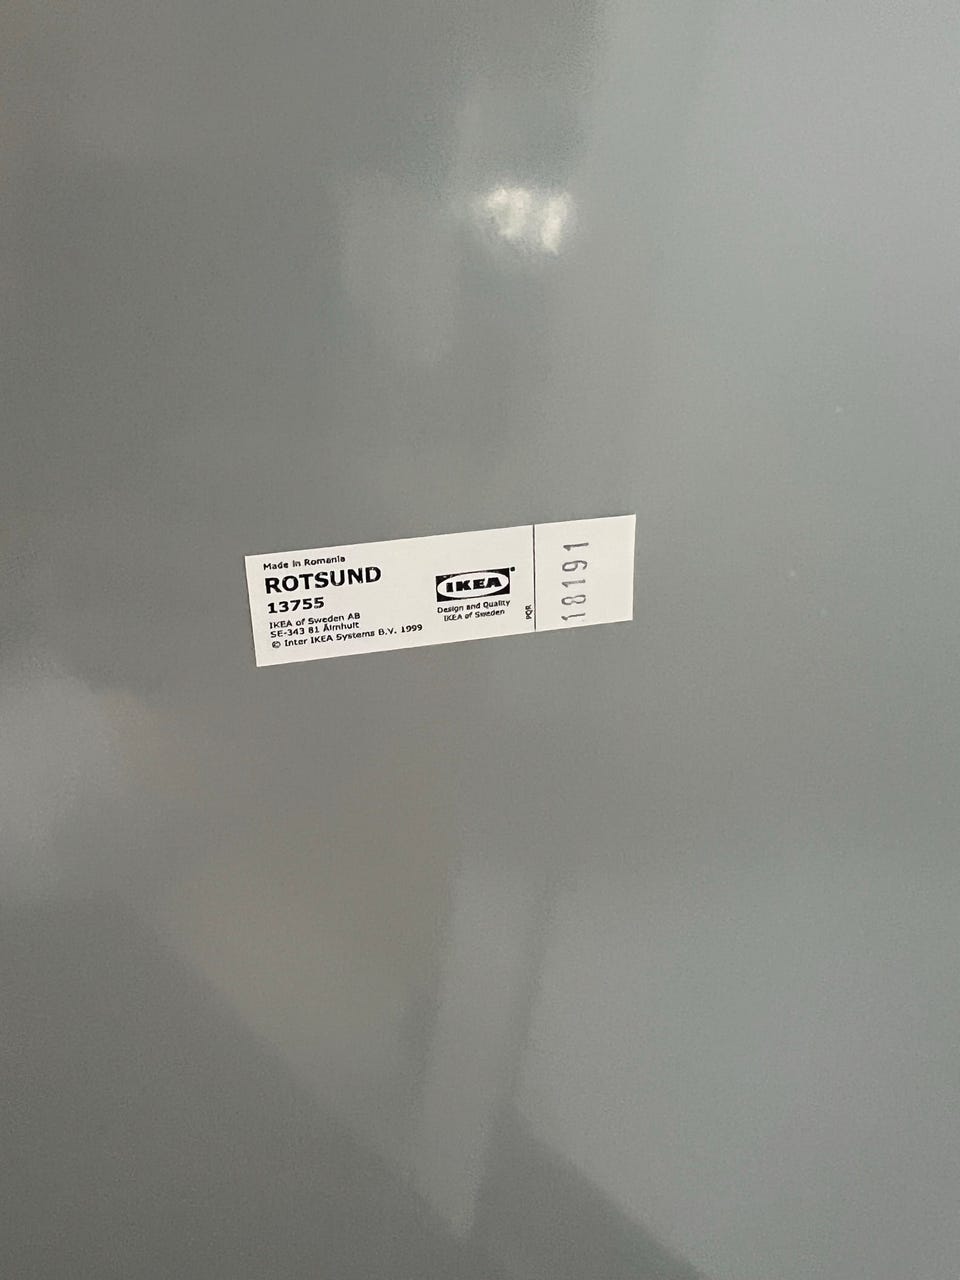 Made in Romania
ROTSUND
13755
IKEA of Sweden AB
SE-343 81 Älmhult
© Inter IKEA Systems B.V. 1999
IKEA®
Design and Quality
IKEA of Sweden
PQR
18191